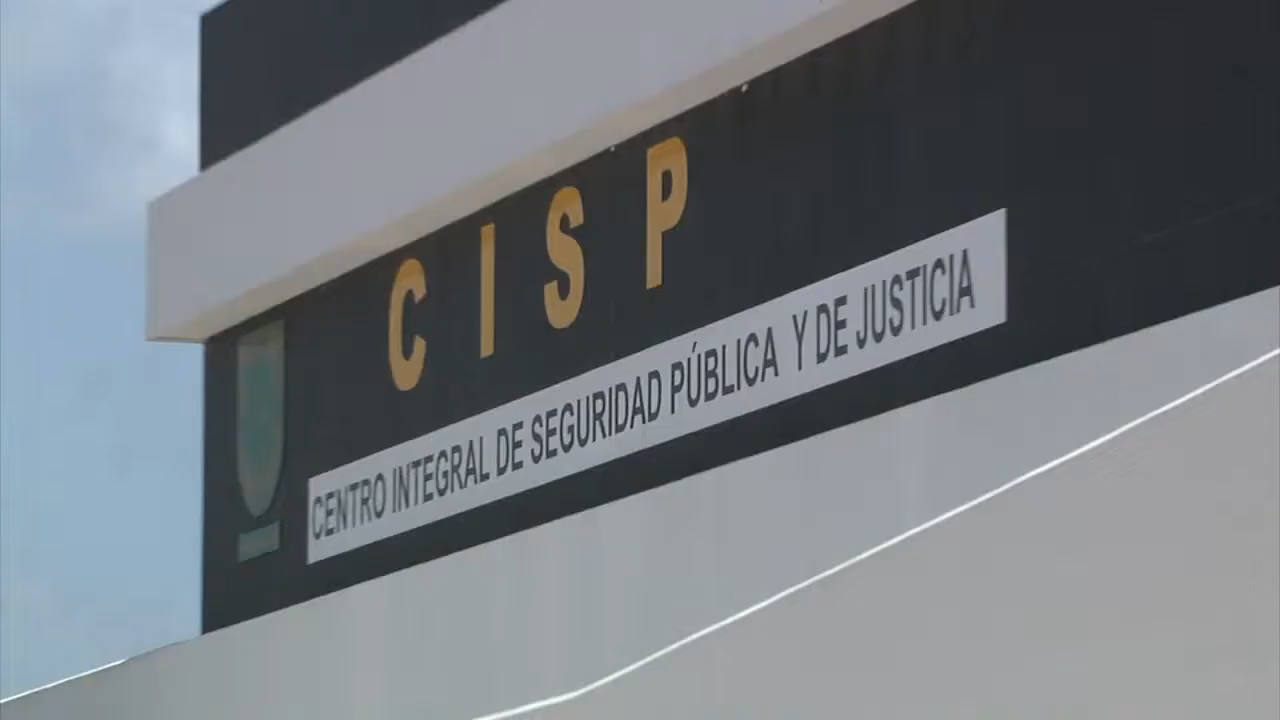 C I S P
CENTRO INTEGRAL DE SEGURIDAD PÚBLICA Y DE JUSTICIA